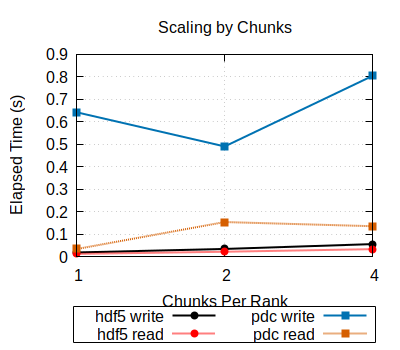 Scaling by Chunks
0.9
0.8
0.7
0.6
0.5
0.4
0.3
0.2
0.1
0
Elapsed Time (s)
1 2 4
Chunks Per Rank
hdf5 write pdc write
hdf5 read pdc read